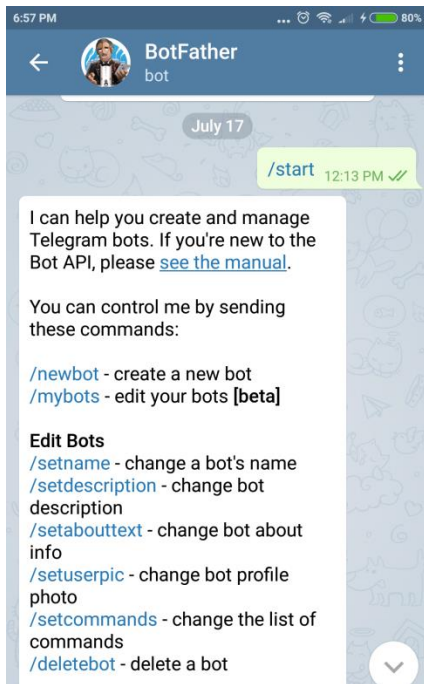 6:57 PM
... 80%
BotFather
bot
July 17
/start 12:13 PM
I can help you create and manage
Telegram bots. If you're new to the
Bot API, please see the manual.
You can control me by sending
these commands:
/newbot - create a new bot
/mybots - edit your bots [beta]
Edit Bots
/setname - change a bot's name
/setdescription - change bot
description
/setabouttext - change bot about
info
/setuserpic - change bot profile
photo
/setcommands - change the list of
commands
/deletebot - delete a bot